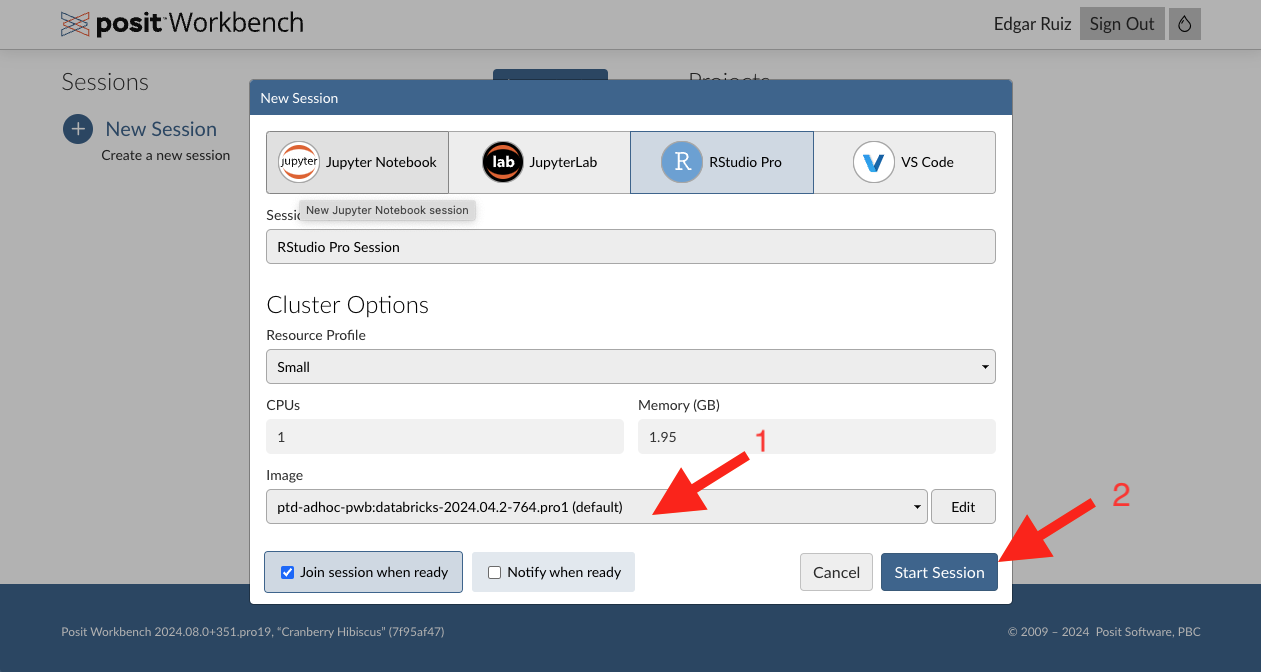 posit Workbench
Edgar Ruiz
Sign Out
Sessions
Projects
New Session
Create a new session
New Session
jupyter
Jupyter Notebook
lab
JupyterLab
R
RStudio Pro
VS Code
New Jupyter Notebook session
RStudio Pro Session
Cluster Options
Resource Profile
Small
CPUs
Memory (GB)
1
1.95
1
Image
ptd-adhoc-pwb:databricks-2024.04.2-764.pro1 (default)
Edit
2
Join session when ready
Notify when ready
Cancel
Start Session
Posit Workbench 2024.08.0+351.pro19, “Cranberry Hibiscus” (7f95af47)
© 2009 – 2024 Posit Software, PBC